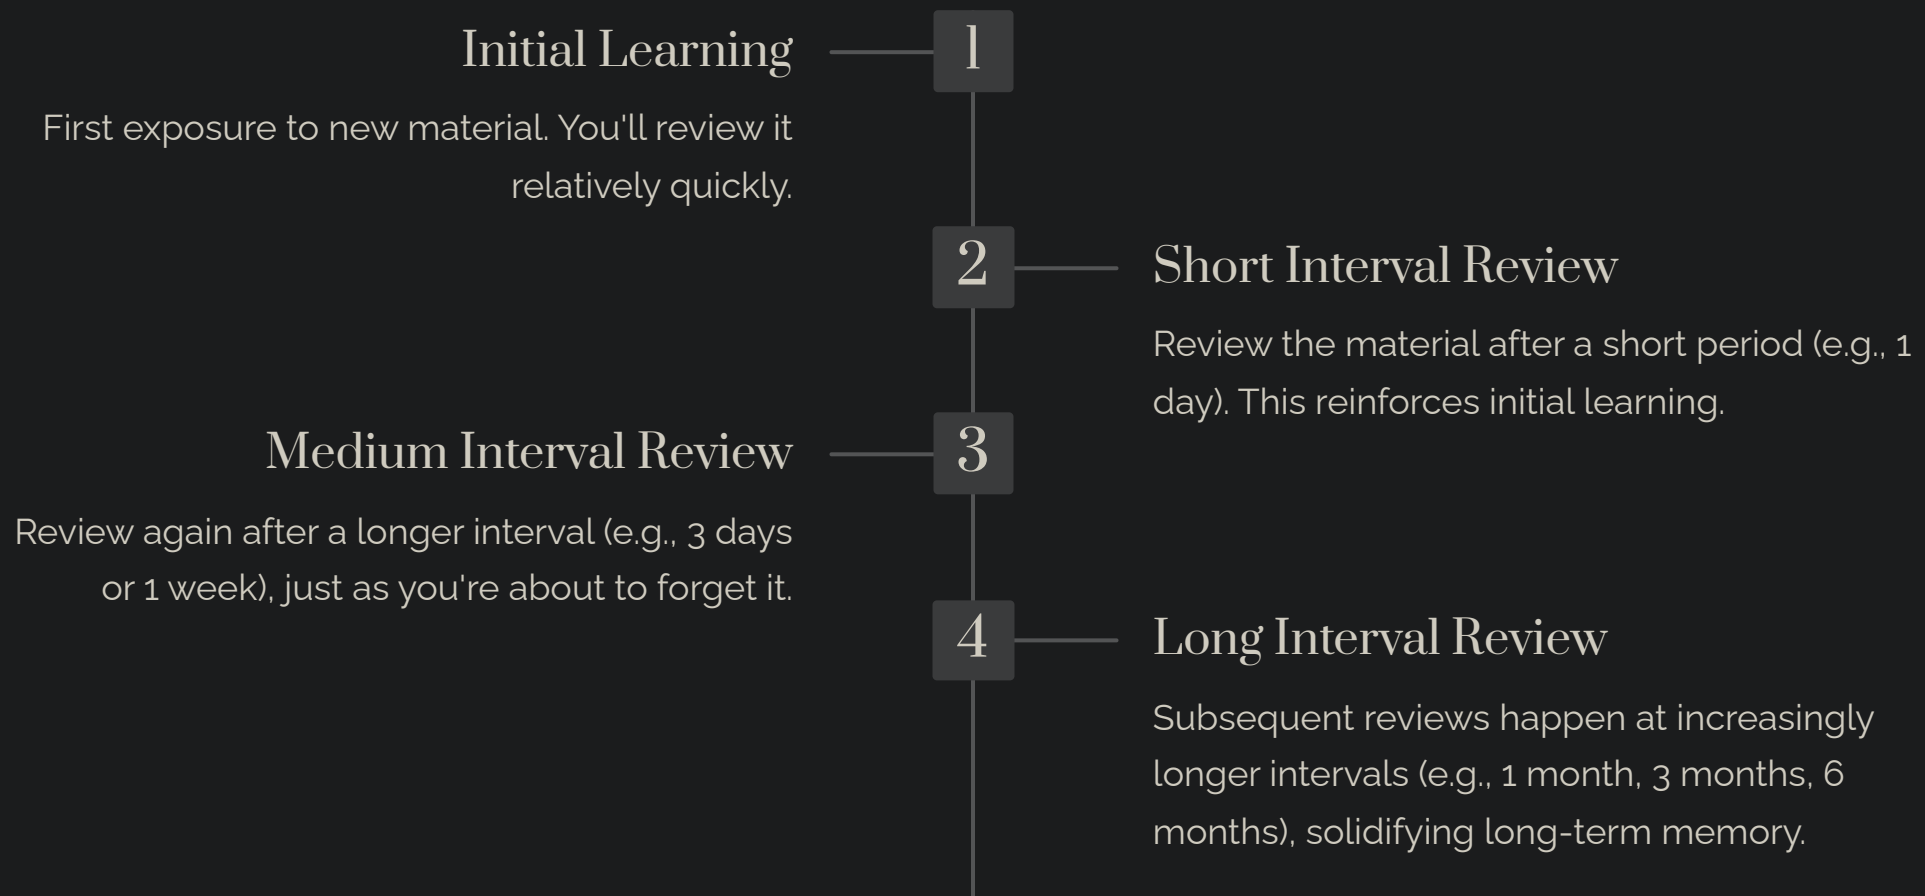 1
Initial Learning
First exposure to new material. You'll review it
relatively quickly.
2
Short Interval Review
Review the material after a short period (e.g., 1
day). This reinforces initial learning.
3
Medium Interval Review
Review again after a longer interval (e.g., 3 days
or 1 week), just as you're about to forget it.
4
Long Interval Review
Subsequent reviews happen at increasingly
longer intervals (e.g., 1 month, 3 months, 6
months), solidifying long-term memory.